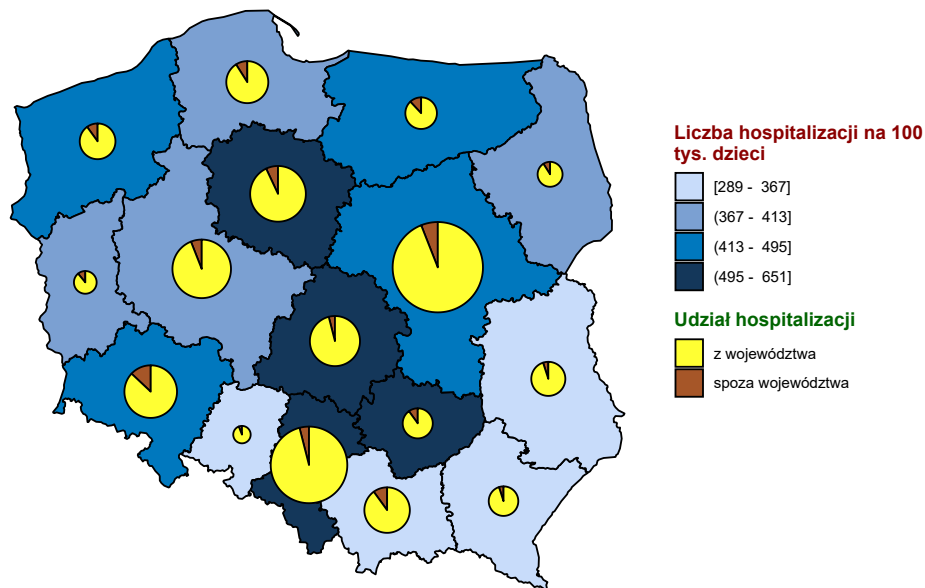 Liczba hospitalizacji na 100
tys. dzieci
[289 - 367]
(367 - 413]
(413 - 495]
(495 - 651]
Udział hospitalizacji
z województwa
spoza województwa